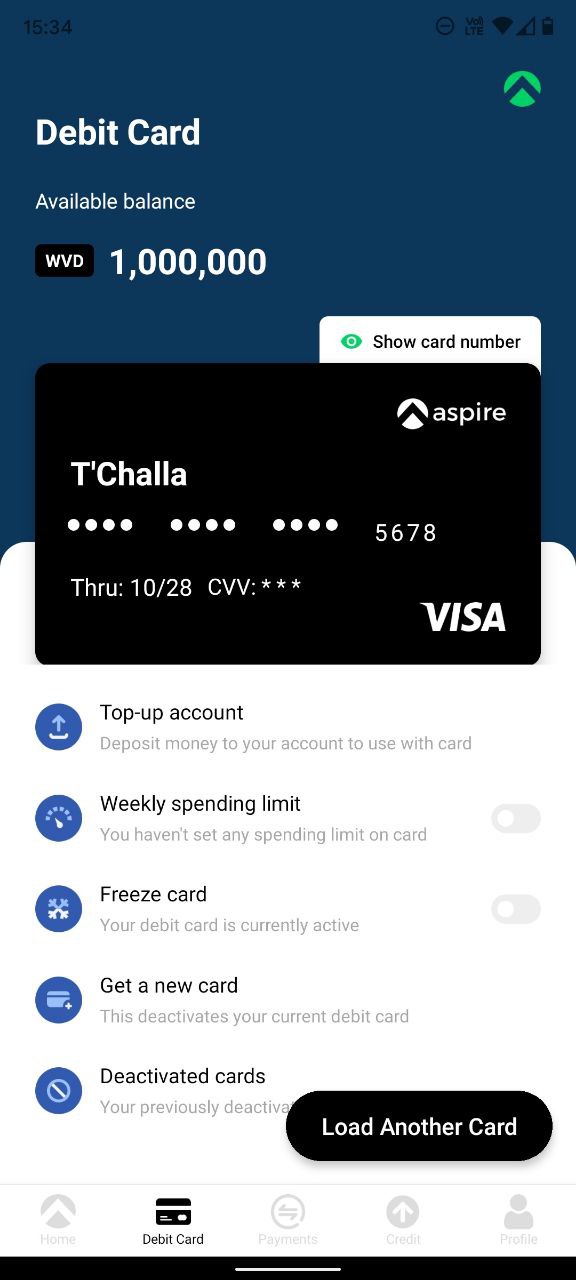 15:34
Vo)
LTE
Debit Card
Available balance
WVD 1,000,000
Show card number
aspire
T'Challa
•••• •••• •••• 5678
Thru: 10/28 CVV: * * *
VISA
Top-up account
Deposit money to your account to use with card
Weekly spending limit
You haven't set any spending limit on card
Freeze card
Your debit card is currently active
Get a new card
This deactivates your current debit card
Deactivated cards
Your previously
Load Another Card
Home
Debit Card
Payments
Credit
Profile